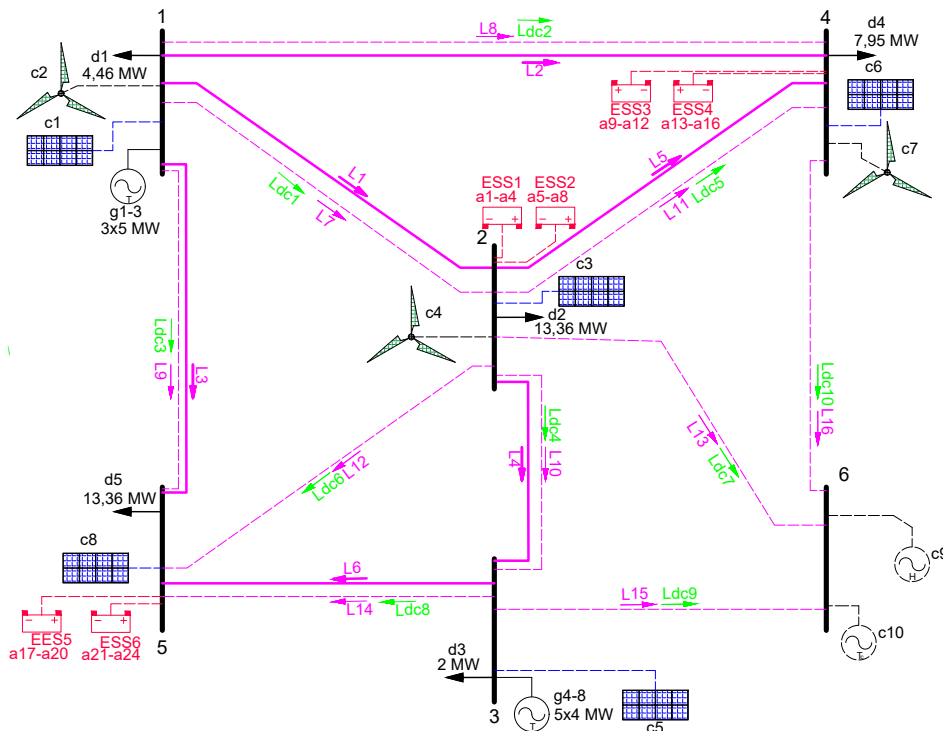 1
4
L8
Ldc2
d1
d4
c2
4,46 MW
L2
7,95 MW
c6
ESS3
ESS4
a9-a12
a13-a16
c1
c7
g1-3
3x5 MW
L1
Ldc1
L7
L5
Ldc5
L11
ESS1
ESS2
a1-a4
a5-a8
2
c3
c4
d2
13,36 MW
Ldc3
L9
L3
Ldc10
L16
Ldc4
L4
L10
L13
Ldc7
L12
Ldc6
d5
13,36 MW
6
c8
c9
H
L6
L14
Ldc8
L15
Ldc9
EES5
ESS6
a17-a20
a21-a24
5
c10
d3
2 MW
g4-8
5x4 MW
T
3
c5